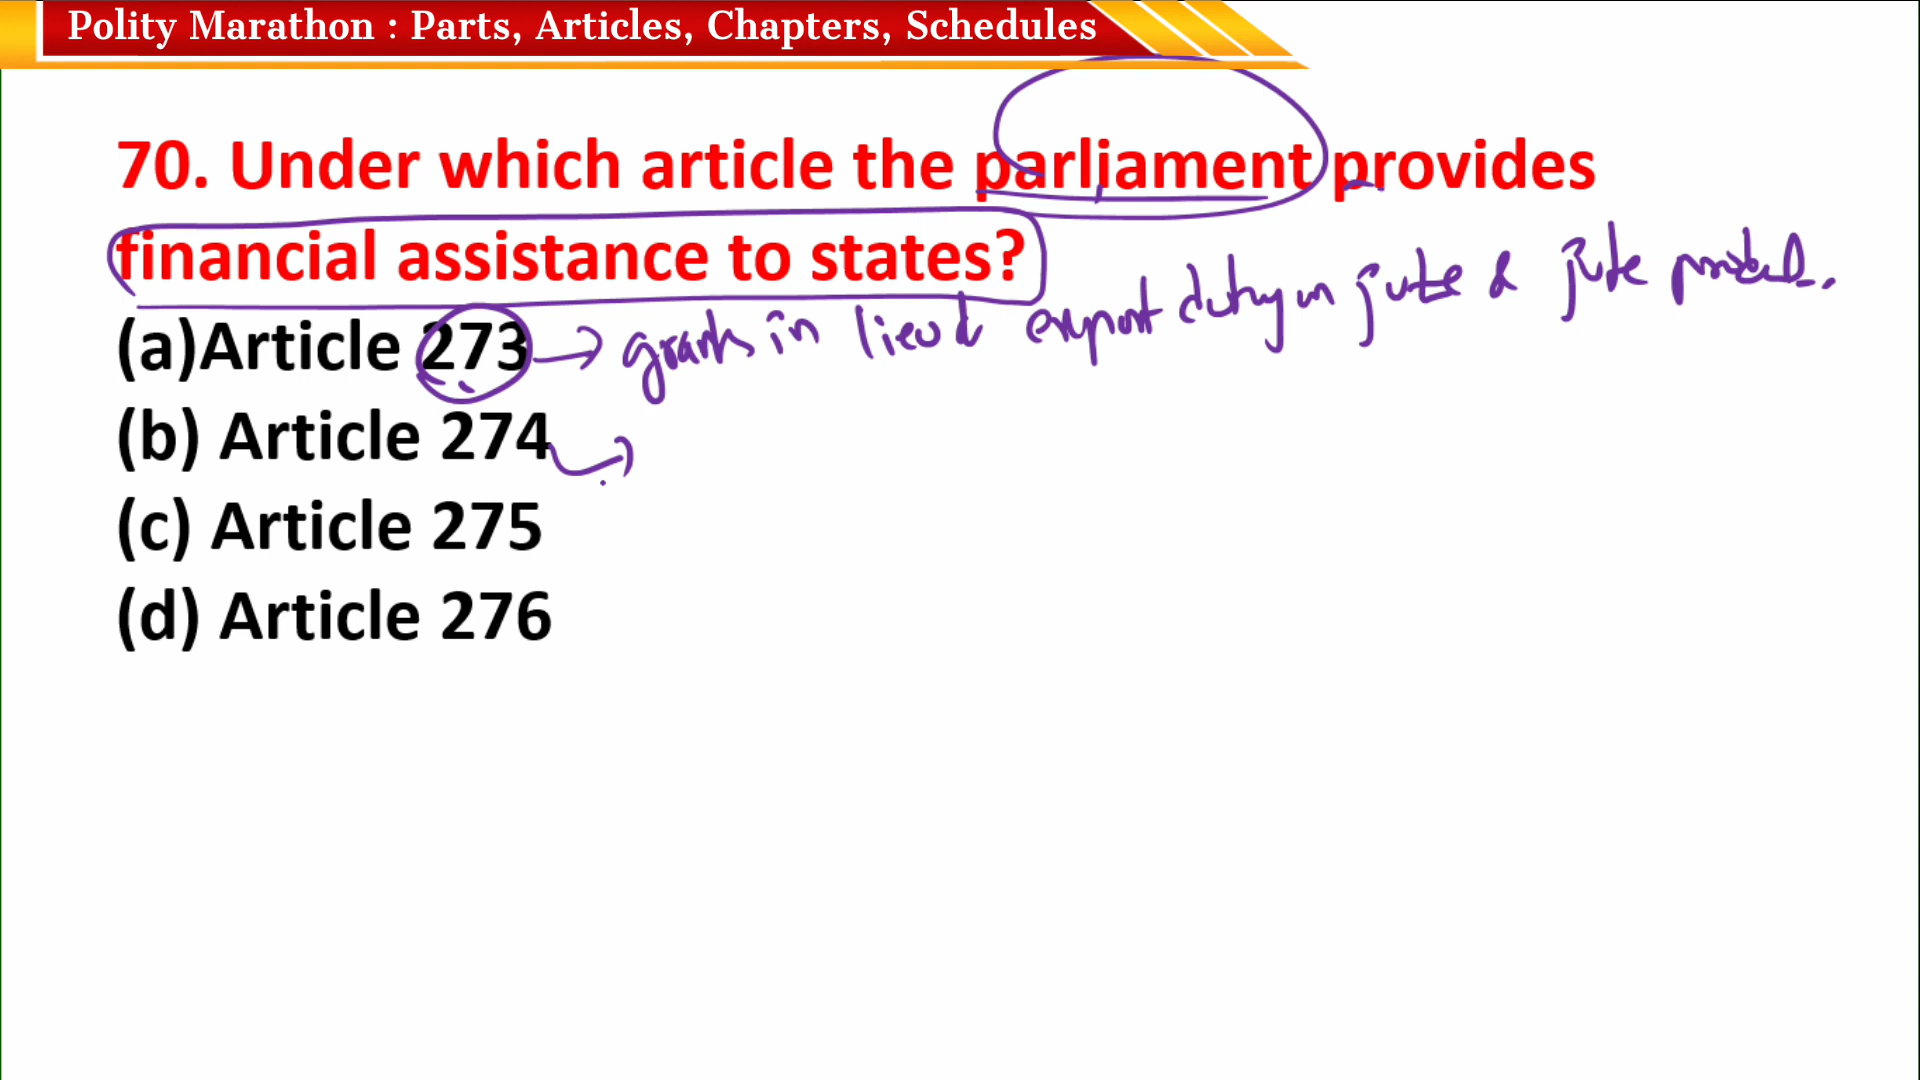 Polity Marathon : Parts, Articles, Chapters, Schedules
70. Under which article the parliament provides
financial assistance to states?
(a)Article 273 → grants in lieu of export duty on jute & jute products.
(b) Article 274 →
(c) Article 275
(d) Article 276